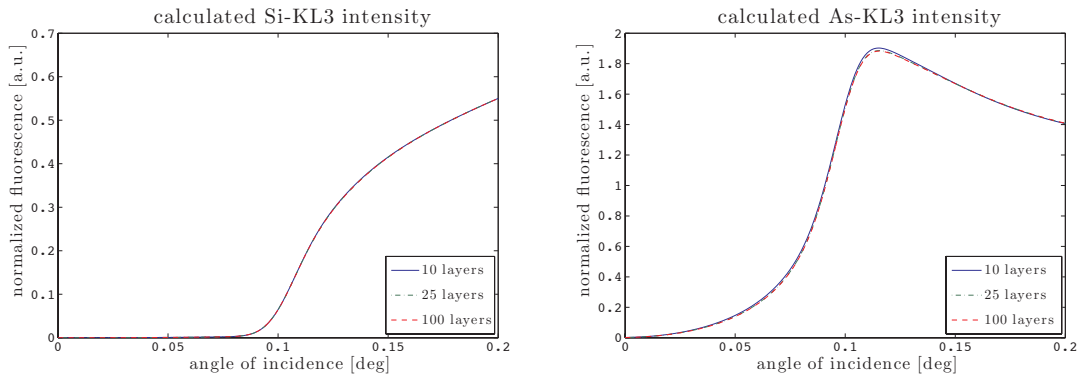 calculated Si-KL3 intensity
normalized fluorescence [a.u.]
0.7
0.6
0.5
0.4
0.3
0.2
0.1
0
0
0.05
0.1
0.15
0.2
angle of incidence [deg]
10 layers
25 layers
100 layers
calculated As-KL3 intensity
normalized fluorescence [a.u.]
2
1.8
1.6
1.4
1.2
1
0.8
0.6
0.4
0.2
0
0
0.05
0.1
0.15
0.2
angle of incidence [deg]
10 layers
25 layers
100 layers